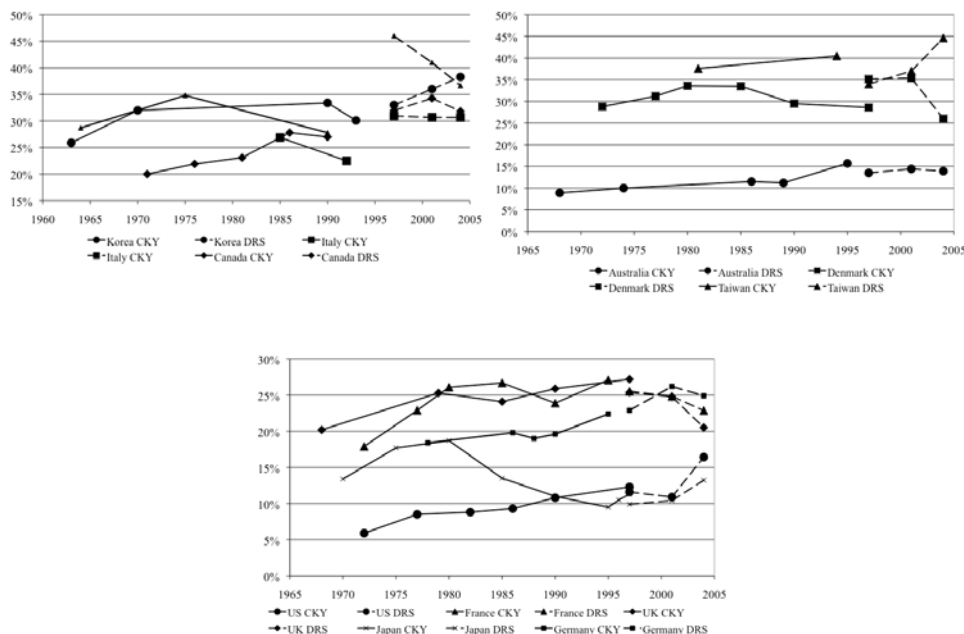 50%
45%
40%
35%
30%
25%
20%
15%
1960 1965 1970 1975 1980 1985 1990 1995 2000 2005
Korea CKY Korea DRS Italy CKY
Italy CKY Canada CKY Canada DRS
50%
45%
40%
35%
30%
25%
20%
15%
10%
5%
0%
1965 1970 1975 1980 1985 1990 1995 2000 2005
Australia CKY Australia DRS Denmark CKY
Denmark DRS Taiwan CKY Taiwan DRS
30%
25%
20%
15%
10%
5%
0%
1965 1970 1975 1980 1985 1990 1995 2000 2005
US CKY US DRS France CKY France DRS UK CKY
UK DRS Japan CKY Japan DRS Germany CKY Germany DRS